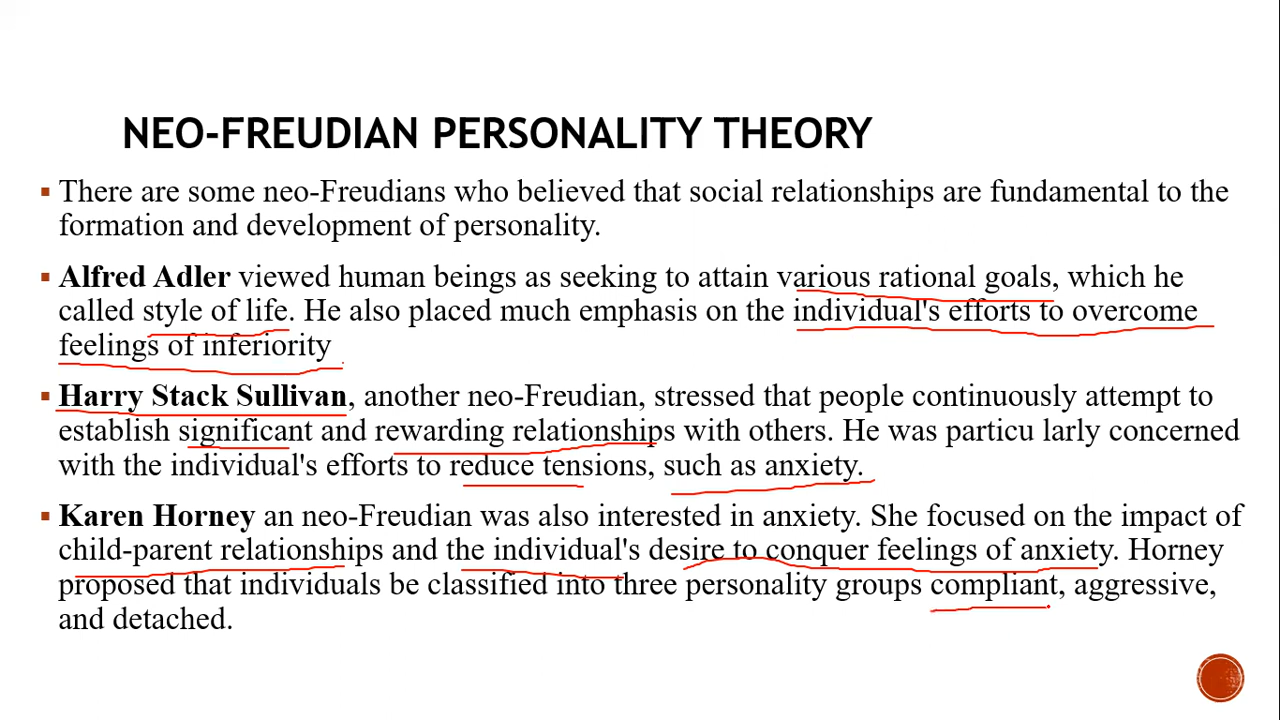 NEO-FREUDIAN PERSONALITY THEORY
There are some neo-Freudians who believed that social relationships are fundamental to the
formation and development of personality.
Alfred Adler viewed human beings as seeking to attain various rational goals, which he
called style of life. He also placed much emphasis on the individual's efforts to overcome
feelings of inferiority
Harry Stack Sullivan, another neo-Freudian, stressed that people continuously attempt to
establish significant and rewarding relationships with others. He was particu larly concerned
with the individual's efforts to reduce tensions, such as anxiety.
Karen Horney an neo-Freudian was also interested in anxiety. She focused on the impact of
child-parent relationships and the individual's desire to conquer feelings of anxiety. Horney
proposed that individuals be classified into three personality groups compliant, aggressive,
and detached.